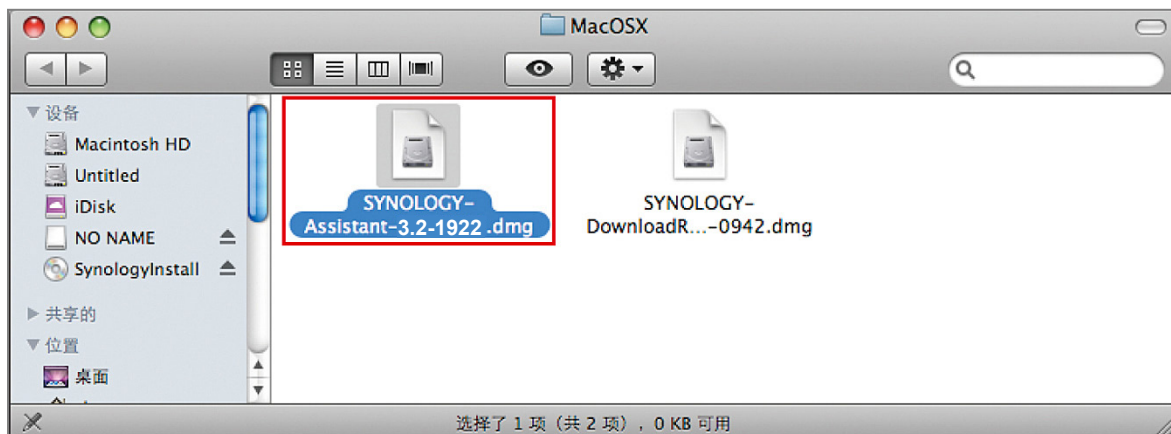 MacOSX
设备
Macintosh HD
Untitled
iDisk
NO NAME
SynologyInstall
共享的
位置
桌面
SYNOLOGY-
Assistant-3.2-1922 .dmg
SYNOLOGY-
DownloadR...-0942.dmg
选择了 1 项（共 2 项）, 0 KB 可用